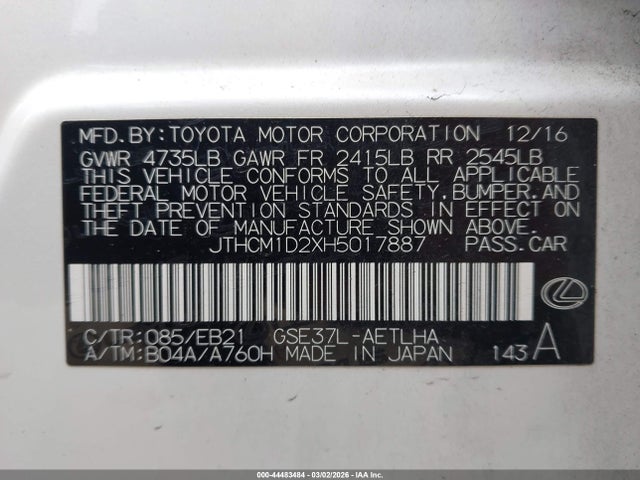 MFD.BY:TOYOTA MOTOR CORPORATION 12/16
GVWR 4735LB GAWR FR 2415LB RR 2545LB
THIS VEHICLE CONFORMS TO ALL APPLICABLE
FEDERAL MOTOR VEHICLE SAFETY,BUMPER,AND
THEFT PREVENTION STANDARDS IN EFFECT ON
THE DATE OF MANUFACTURE SHOWN ABOVE.
JTHCM1D2XH5017887 PASS.CAR
C/TR:085/EB21 GSE37L-AETLHA
A/TM:B04A/A760H MADE IN JAPAN 143 A
000-44483484 | 03/02/2026 - COPART